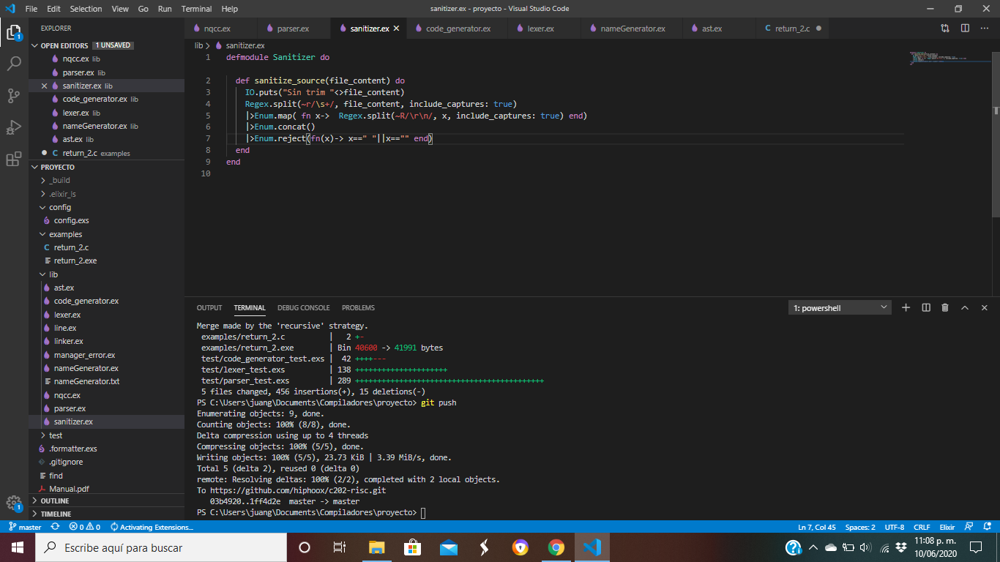 File Edit Selection View Go Run Terminal Help
sanitizer.ex - proyecto - Visual Studio Code
EXPLORER
OPEN EDITORS 1 UNSAVED
nqcc.ex lib
parser.ex lib
sanitizer.ex lib
code_generator.ex lib
lexer.ex lib
nameGenerator.ex lib
ast.ex lib
return_2.c examples
PROYECTO
_build
.elixir_ls
config
config.exs
examples
return_2.c
return_2.exe
lib
ast.ex
code_generator.ex
lexer.ex
line.ex
linker.ex
manager_error.ex
nameGenerator.ex
nameGenerator.txt
nqcc.ex
parser.ex
sanitizer.ex
test
.formatter.exs
.gitignore
find
Manual.pdf
OUTLINE
TIMELINE
nqcc.ex parser.ex sanitizer.ex code_generator.ex lexer.ex nameGenerator.ex ast.ex return_2.c
lib > sanitizer.ex
1 defmodule Sanitizer do
2 def sanitize_source(file_content) do
3 IO.puts("Sin trim "<>file_content)
4 Regex.split(~r/\s+/, file_content, include_captures: true)
5 |>Enum.map( fn x-> Regex.split(~R/\r\n/, x, include_captures: true) end)
6 |>Enum.concat()
7 |>Enum.reject(fn(x)-> x==" "||x=="" end)
8 end
9 end
10
OUTPUT TERMINAL DEBUG CONSOLE PROBLEMS
1: powershell
Merge made by the 'recursive' strategy.
examples/return_2.c | 2 +-
examples/return_2.exe | Bin 40600 -> 41991 bytes
test/code_generator_test.exs | 42 ++++---
test/lexer_test.exs | 138 +++++++++++++++++++++
test/parser_test.exs | 289 +++++++++++++++++++++++++++++++++++++++++++
5 files changed, 456 insertions(+), 15 deletions(-)
PS C:\Users\juang\Documents\Compiladores\proyecto> git push
Enumerating objects: 9, done.
Counting objects: 100% (8/8), done.
Delta compression using up to 4 threads
Compressing objects: 100% (5/5), done.
Writing objects: 100% (5/5), 23.73 KiB | 3.39 MiB/s, done.
Total 5 (delta 2), reused 0 (delta 0)
remote: Resolving deltas: 100% (2/2), completed with 2 local objects.
To https://github.com/hiphoox/c202-risc.git
03b4920..1ff4d2e master -> master
PS C:\Users\juang\Documents\Compiladores\proyecto>
master 0 0 Activating Extensions...
Ln 7, Col 45 Spaces: 2 UTF-8 CRLF Elixir
Escribe aquí para buscar
11:08 p. m.
10/06/2020